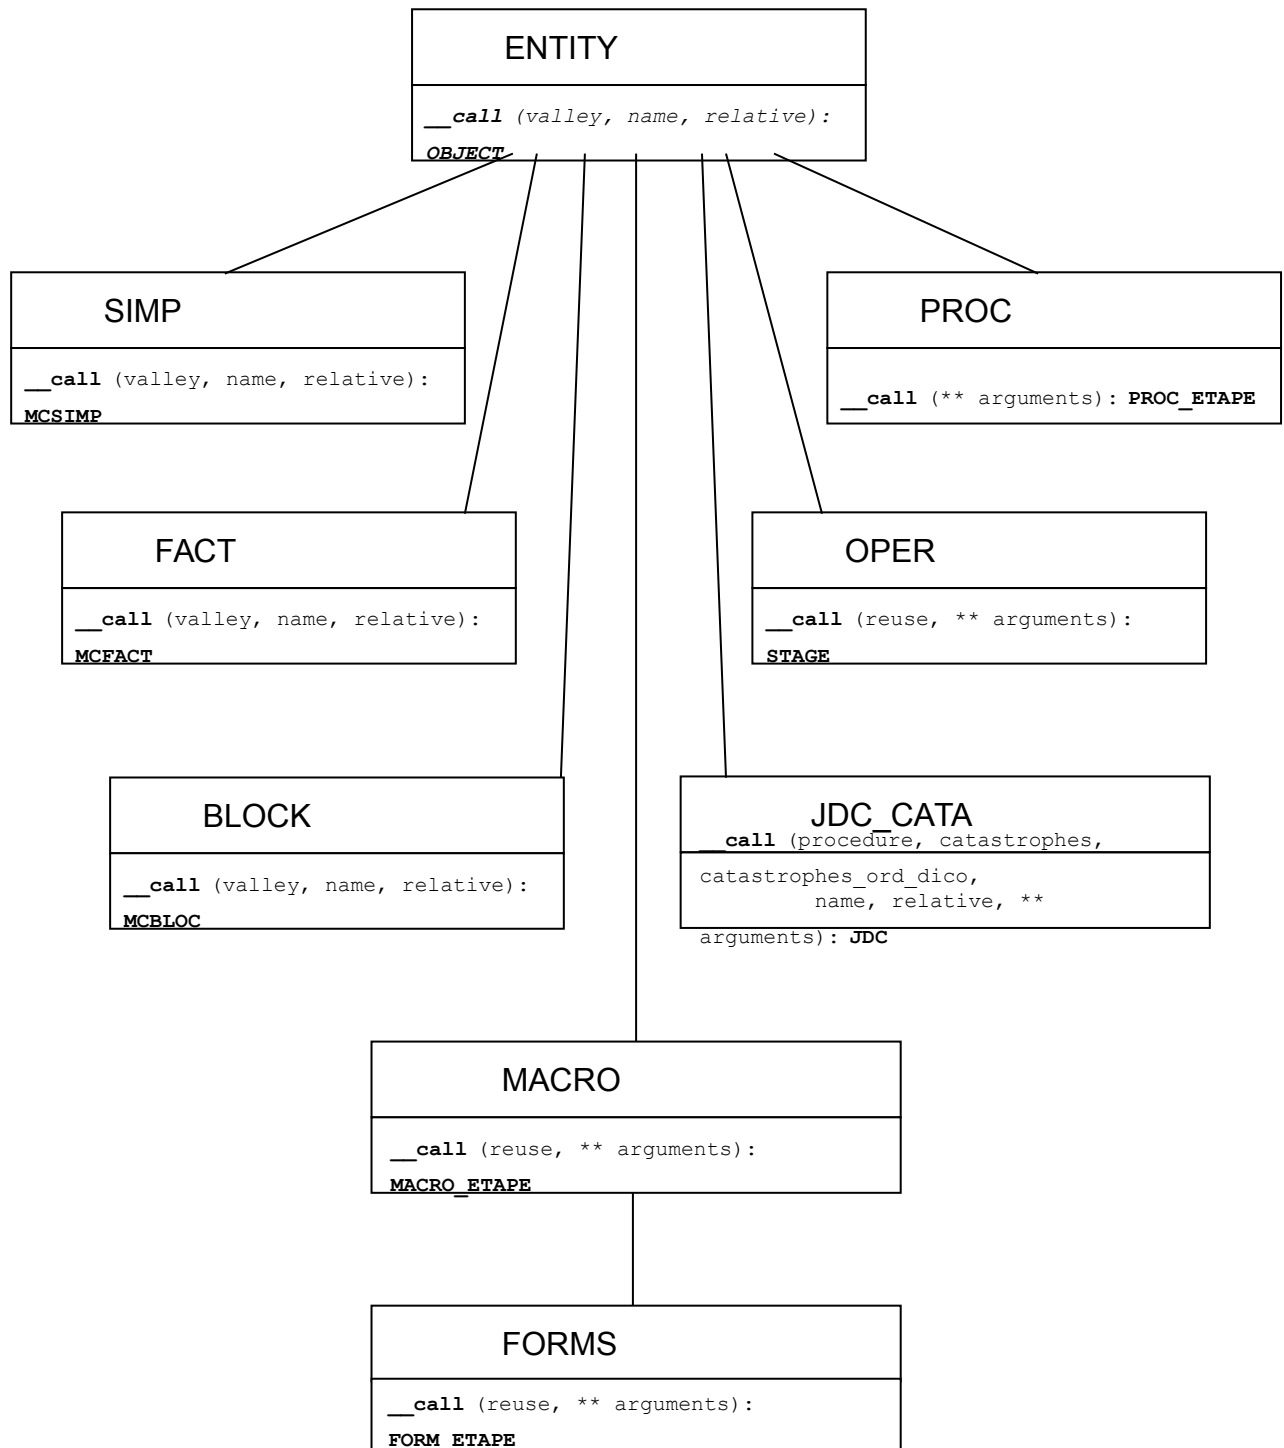 ENTITY
__call (valley, name, relative):
OBJECT
SIMP
__call (valley, name, relative):
MCSIMP
PROC
__call (** arguments): PROC_ETAPE
FACT
__call (valley, name, relative):
MCFACT
OPER
__call (reuse, ** arguments):
STAGE
BLOCK
__call (valley, name, relative):
MCBLOC
JDC_CATA
__call (procedure, catastrophes,
catastrophes_ord_dico,
name, relative, **
arguments): JDC
MACRO
__call (reuse, ** arguments):
MACRO_ETAPE
FORMS
__call (reuse, ** arguments):
FORM_ETAPE